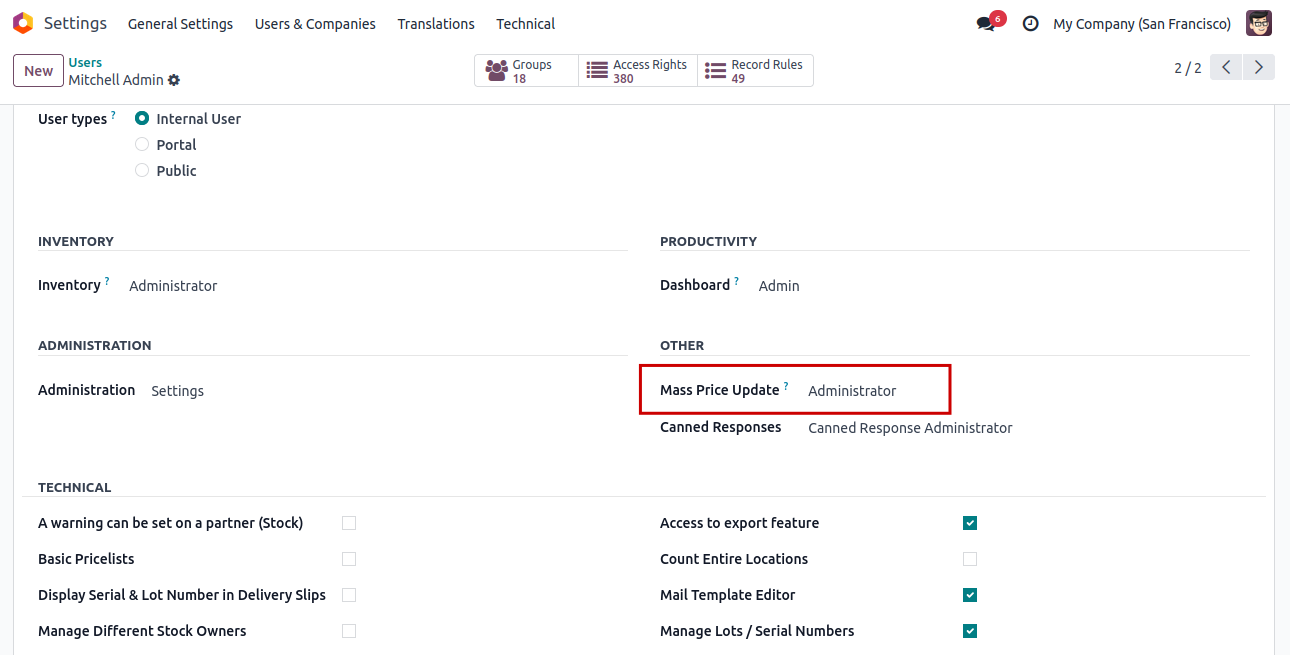 Settings General Settings Users & Companies Translations Technical 6 My Company (San Francisco)
New Users Groups 18 Access Rights 380 Record Rules 49 2 / 2
Mitchell Admin
User types ? Internal User
Portal
Public
INVENTORY PRODUCTIVITY
Inventory ? Administrator Dashboard ? Admin
ADMINISTRATION OTHER
Administration Settings Mass Price Update ? Administrator
Canned Responses Canned Response Administrator
TECHNICAL
A warning can be set on a partner (Stock) Access to export feature
Basic Pricelists Count Entire Locations
Display Serial & Lot Number in Delivery Slips Mail Template Editor
Manage Different Stock Owners Manage Lots / Serial Numbers